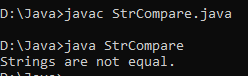 D:\Java>javac StrCompare.java
D:\Java>java StrCompare
Strings are not equal.